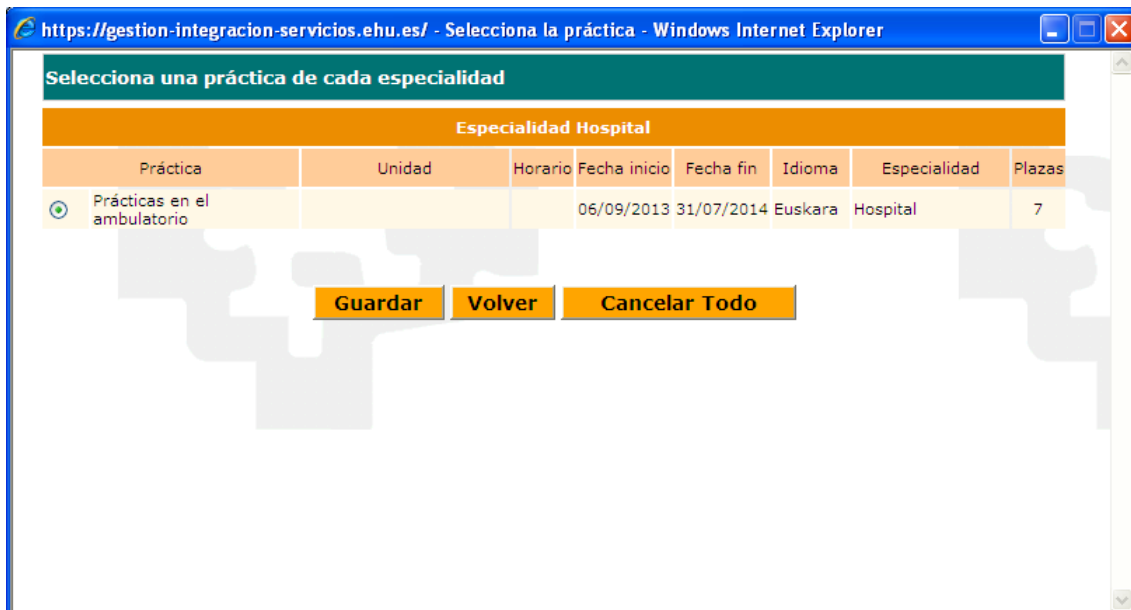 https://gestion-integracion-servicios.ehu.es/ - Selecciona la práctica - Windows Internet Explorer
Selecciona una práctica de cada especialidad
Especialidad Hospital
Práctica Unidad Horario Fecha inicio Fecha fin Idioma Especialidad Plazas
Prácticas en el
ambulatorio 06/09/2013 31/07/2014 Euskara Hospital 7
Guardar Volver Cancelar Todo